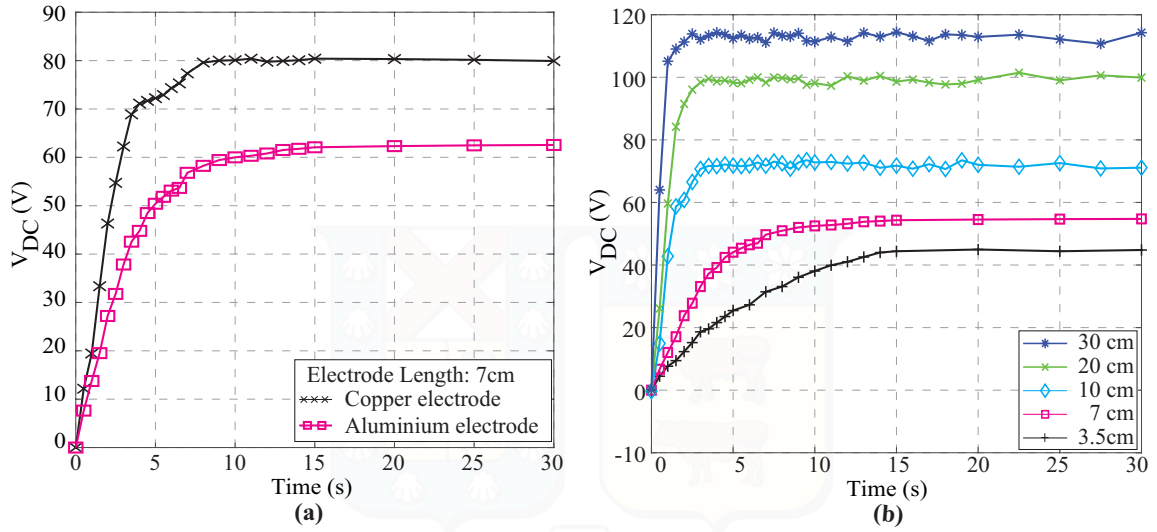 90
80
70
60
50
40
30
20
10
0
V_DC (V)
0 5 10 15 20 25 30
Time (s)
(a)
Electrode Length: 7cm
Copper electrode
Aluminium electrode
120
100
80
60
40
20
0
-10
V_DC (V)
0 5 10 15 20 25 30
Time (s)
(b)
30 cm
20 cm
10 cm
7 cm
3.5cm